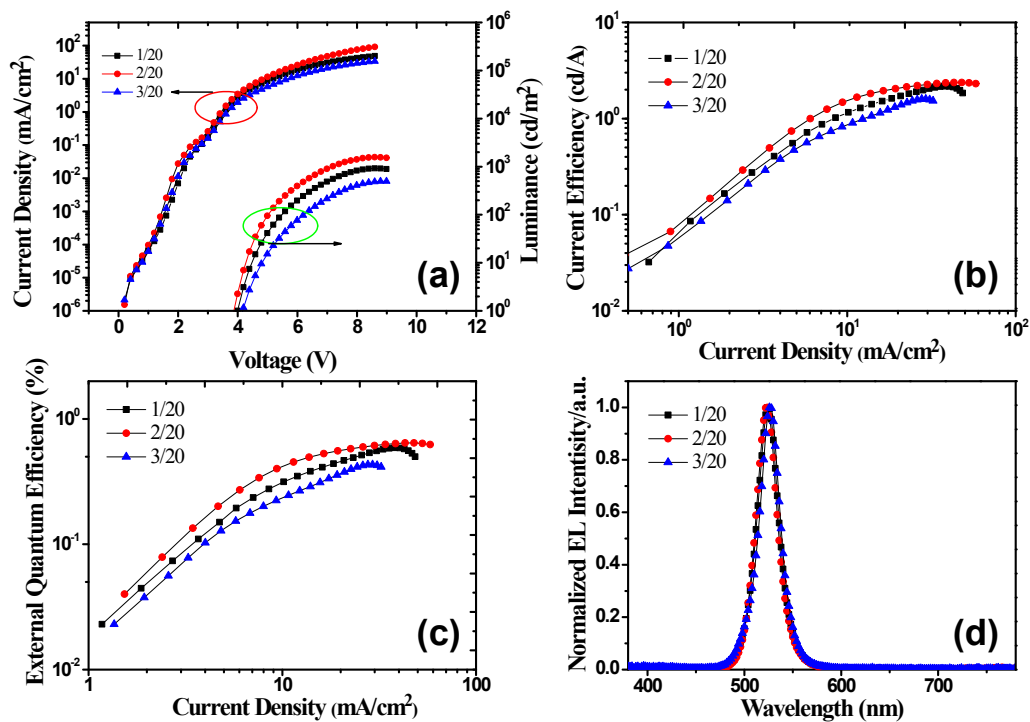 (a)
1/20
2/20
3/20
Current Density (mA/cm²)
10² 10¹ 10⁰ 10⁻¹ 10⁻² 10⁻³ 10⁻⁴ 10⁻⁵ 10⁻⁶
Luminance (cd/m²)
10⁶ 10⁵ 10⁴ 10³ 10² 10¹ 10⁰
0 2 4 6 8 10 12
Voltage (V)
(b)
1/20
2/20
3/20
Current Efficiency (cd/A)
10¹ 10⁰ 10⁻¹ 10⁻²
10⁰ 10¹ 10²
Current Density (mA/cm²)
(c)
1/20
2/20
3/20
External Quantum Efficiency (%)
10⁰ 10⁻¹ 10⁻²
1 10 100
Current Density (mA/cm²)
(d)
1/20
2/20
3/20
Normalized EL Intentisity/a.u.
1.0 0.8 0.6 0.4 0.2 0.0
400 500 600 700
Wavelength (nm)